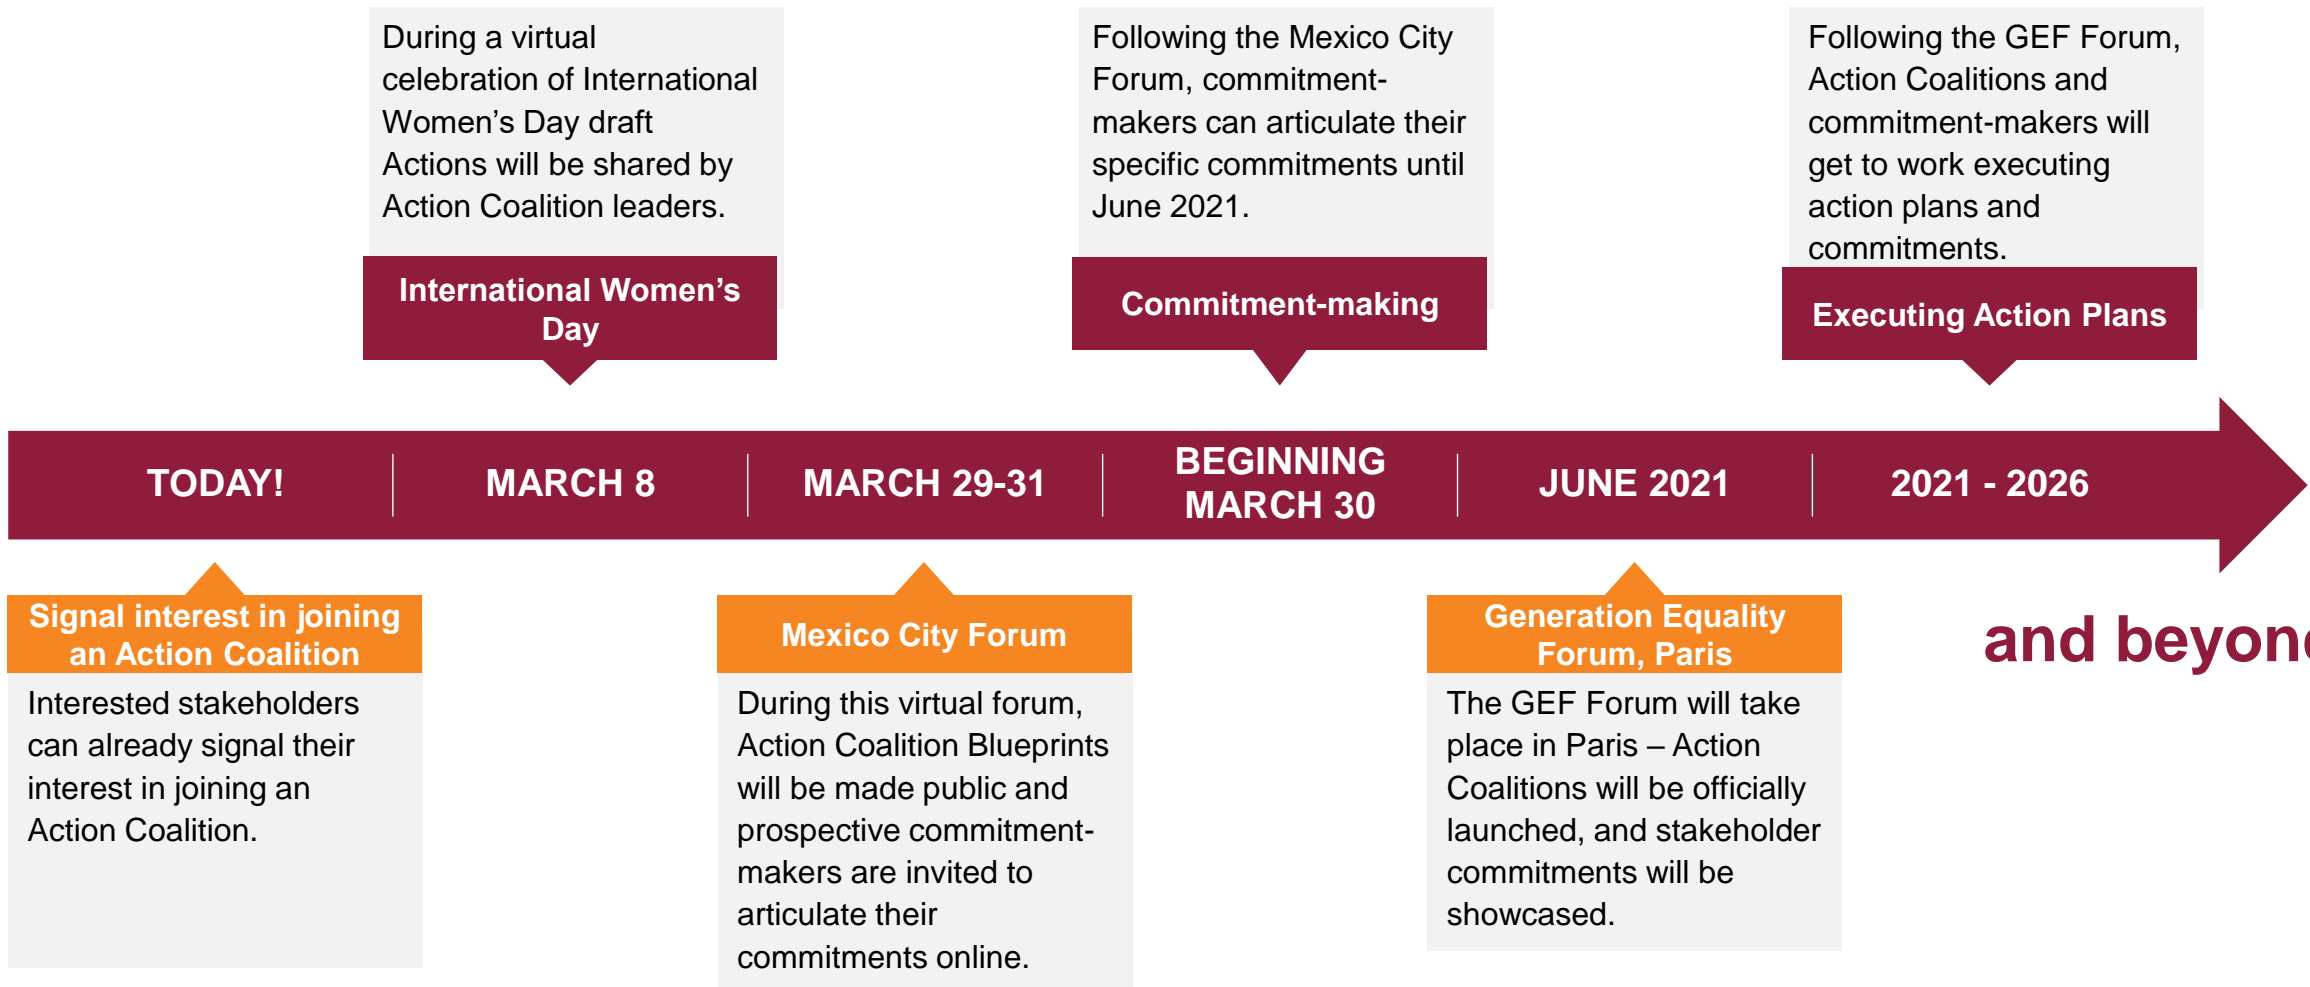 During a virtual
celebration of International
Women’s Day draft
Actions will be shared by
Action Coalition leaders.
International Women’s
Day
Following the Mexico City
Forum, commitment-
makers can articulate their
specific commitments until
June 2021.
Commitment-making
Following the GEF Forum,
Action Coalitions and
commitment-makers will
get to work executing
action plans and
commitments.
Executing Action Plans
TODAY!
MARCH 8
MARCH 29-31
BEGINNING
MARCH 30
JUNE 2021
2021 - 2026
Signal interest in joining
an Action Coalition
Interested stakeholders
can already signal their
interest in joining an
Action Coalition.
Mexico City Forum
During this virtual forum,
Action Coalition Blueprints
will be made public and
prospective commitment-
makers are invited to
articulate their
commitments online.
Generation Equality
Forum, Paris
The GEF Forum will take
place in Paris – Action
Coalitions will be officially
launched, and stakeholder
commitments will be
showcased.
and beyond